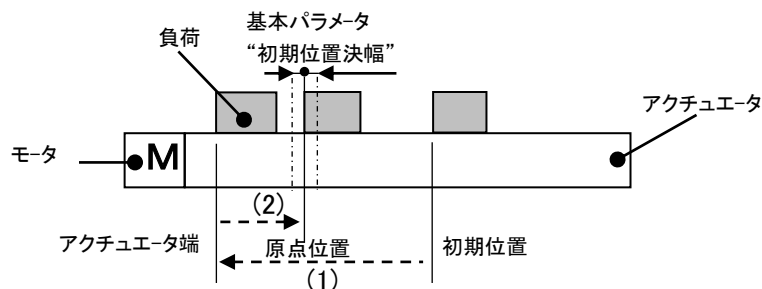 基本パラメータ
負荷
“初期位置決幅”
アクチュエータ
モータ
M
(2)
アクチュエータ端
原点位置
初期位置
(1)